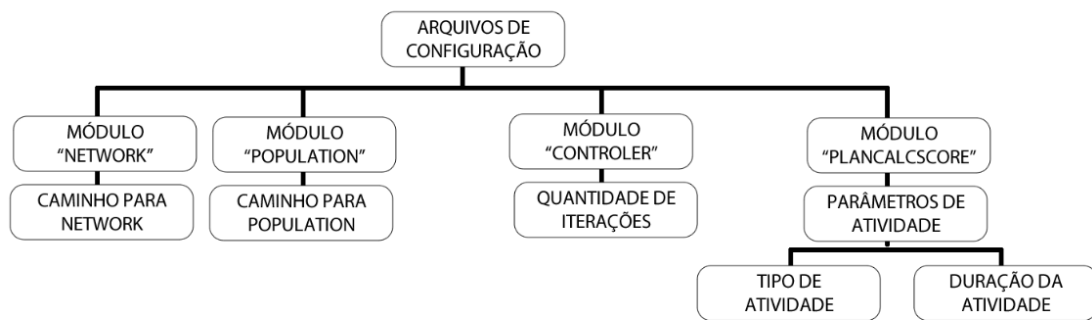 ARQUIVOS DE
CONFIGURAÇÃO
MÓDULO
“NETWORK”
MÓDULO
“POPULATION”
MÓDULO
“CONTROLER”
MÓDULO
“PLANCALCSCORE”
CAMINHO PARA
NETWORK
CAMINHO PARA
POPULATION
QUANTIDADE DE
ITERAÇÕES
PARÂMETROS DE
ATIVIDADE
TIPO DE
ATIVIDADE
DURAÇÃO DA
ATIVIDADE